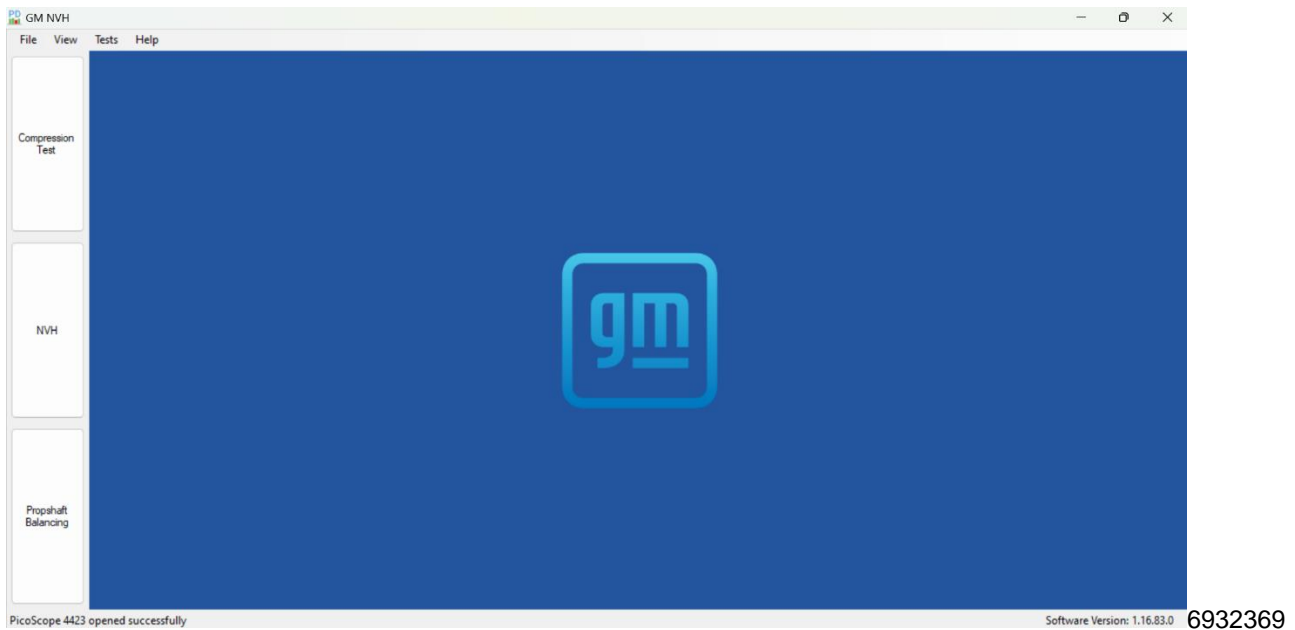 GM NVH
File View Tests Help
Compression
Test
NVH
Propshaft
Balancing
gm
PicoScope 4423 opened successfully
Software Version: 1.16.83.0
6932369